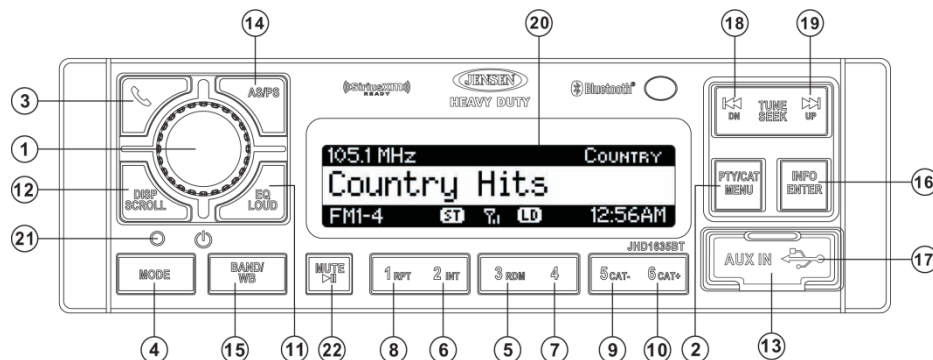 14 20 18 19
3 AS/PS
((SiriusXM)) READY
JENSEN
HEAVY DUTY
Bluetooth®
DN TUNE SEEK UP
1
105.1 MHz COUNTRY
Country Hits
FM1-4 ST LD 12:56AM
12 DISP SCROLL
EQ LOUD
PTY/CAT MENU
INFO ENTER
16
21
JHD1635BT
MODE
BAND/ WB
MUTE
1 RPT 2 INT
3 RDM 4
5 CAT- 6 CAT+
AUX IN
17
4 15 11 22 8 6 5 7 9 10 2 13